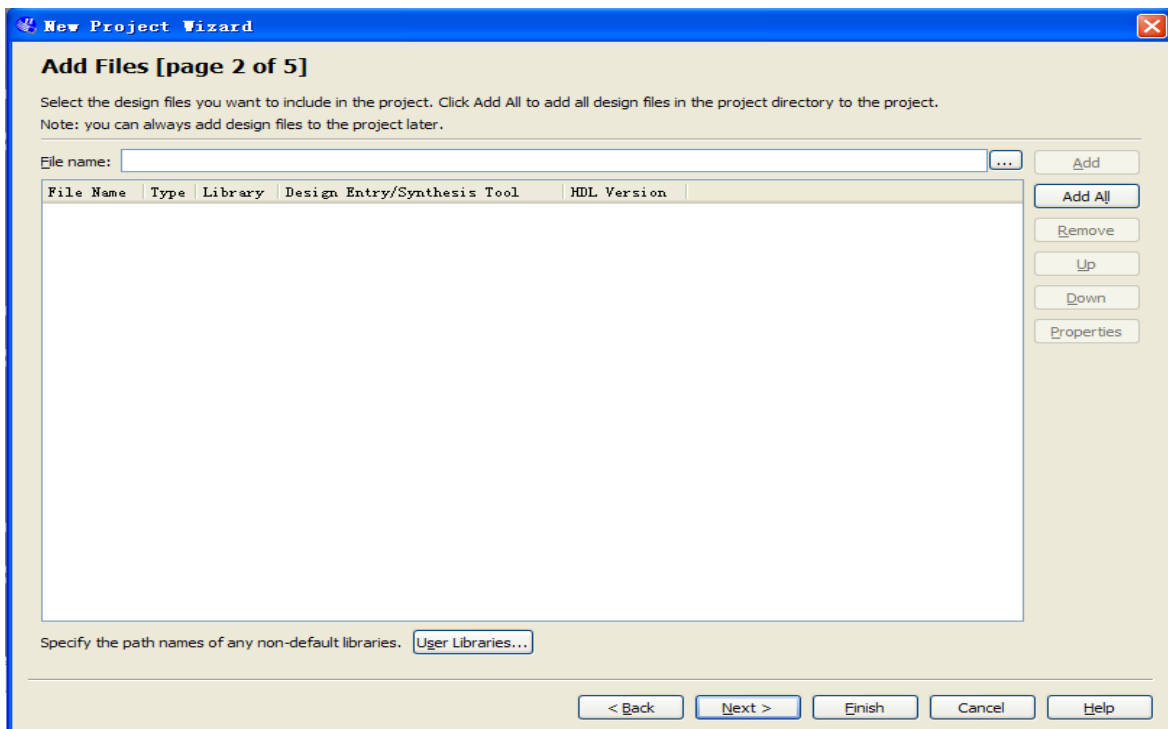 New Project Wizard
Add Files [page 2 of 5]
Select the design files you want to include in the project. Click Add All to add all design files in the project directory to the project.
Note: you can always add design files to the project later.
File name: ... Add
File Name Type Library Design Entry/Synthesis Tool HDL Version
Add All
Remove
Up
Down
Properties
Specify the path names of any non-default libraries. User Libraries...
< Back Next > Finish Cancel Help